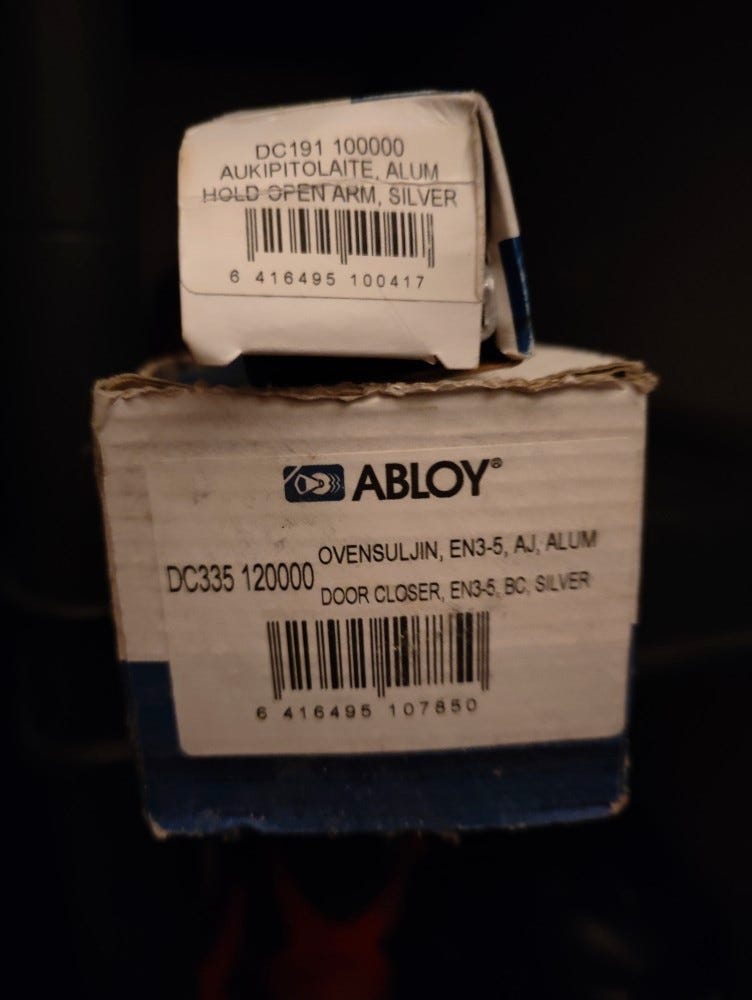 DC191 100000
AUKIPITOLAITE, ALUM
HOLD OPEN ARM, SILVER
6 416495 100417
ABLOY®
OVENSULJIN, EN3-5, AJ, ALUM
DC335 120000
DOOR CLOSER, EN3-5, BC, SILVER
6 416495 107850